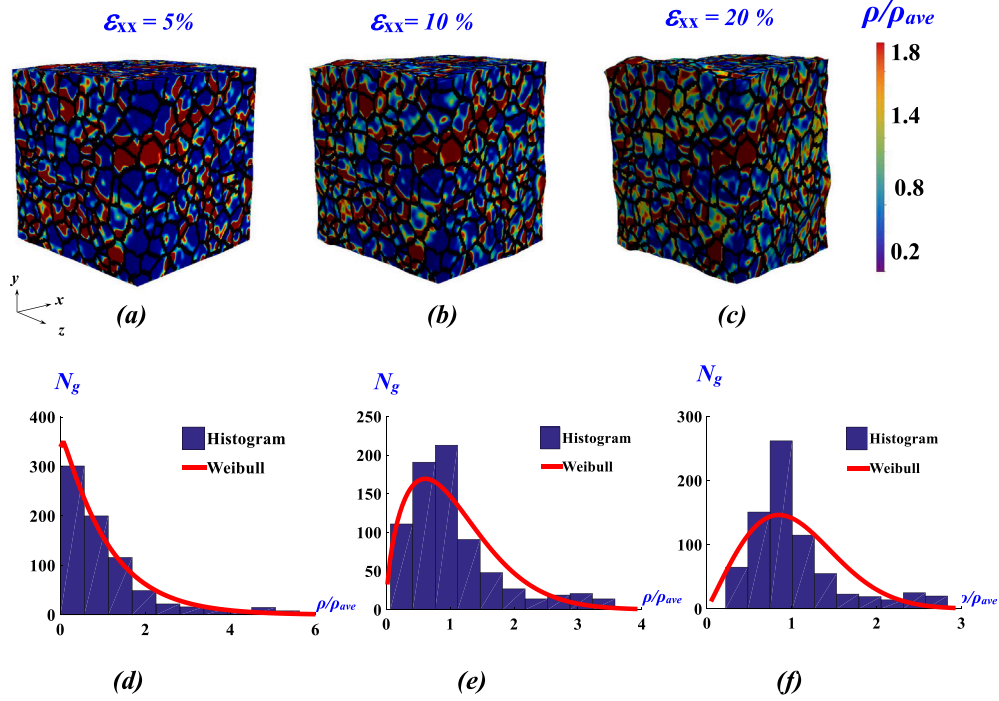 εxx = 5%
εxx= 10 %
εxx = 20 %
ρ/ρave
1.8
1.4
0.8
0.2
y
x
z
(a)
(b)
(c)
Ng
400
300
200
100
0
0
2
4
6
Histogram
Weibull
ρ/ρave
(d)
Ng
250
200
150
100
50
0
0
1
2
3
4
Histogram
Weibull
ρ/ρave
(e)
Ng
300
200
100
0
0
1
2
3
Histogram
Weibull
ρ/ρave
(f)